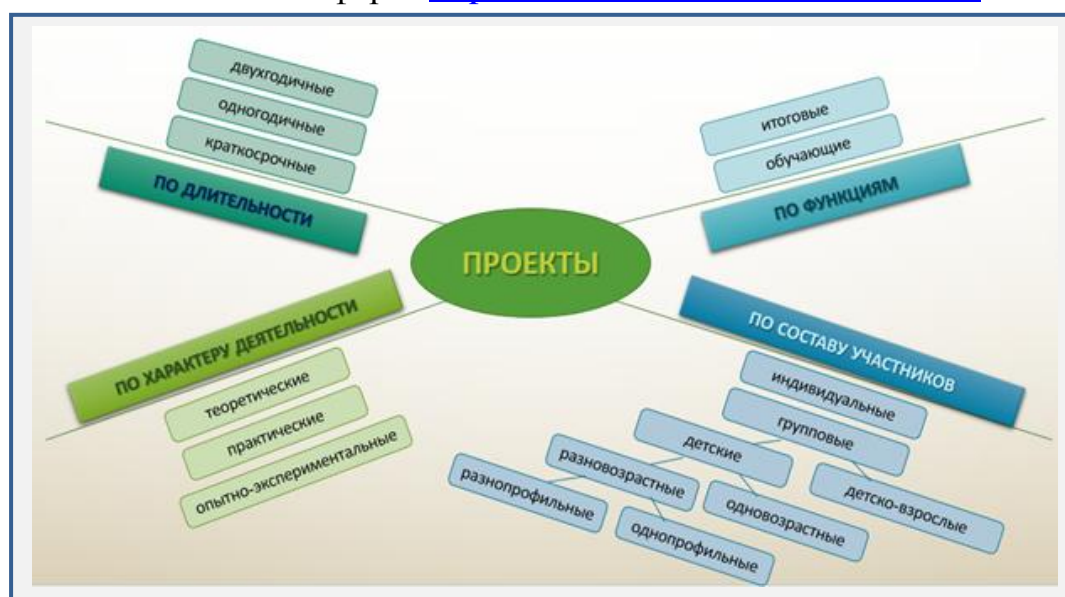 двухгодичные
одногодичные
краткосрочные
ПО ДЛИТЕЛЬНОСТИ
итоговые
обучающие
ПО ФУНКЦИЯМ
ПРОЕКТЫ
ПО ХАРАКТЕРУ ДЕЯТЕЛЬНОСТИ
теоретические
практические
опытно-экспериментальные
ПО СОСТАВУ УЧАСТНИКОВ
индивидуальные
групповые
детские
детско-взрослые
разновозрастные
одновозрастные
разнопрофильные
однопрофильные